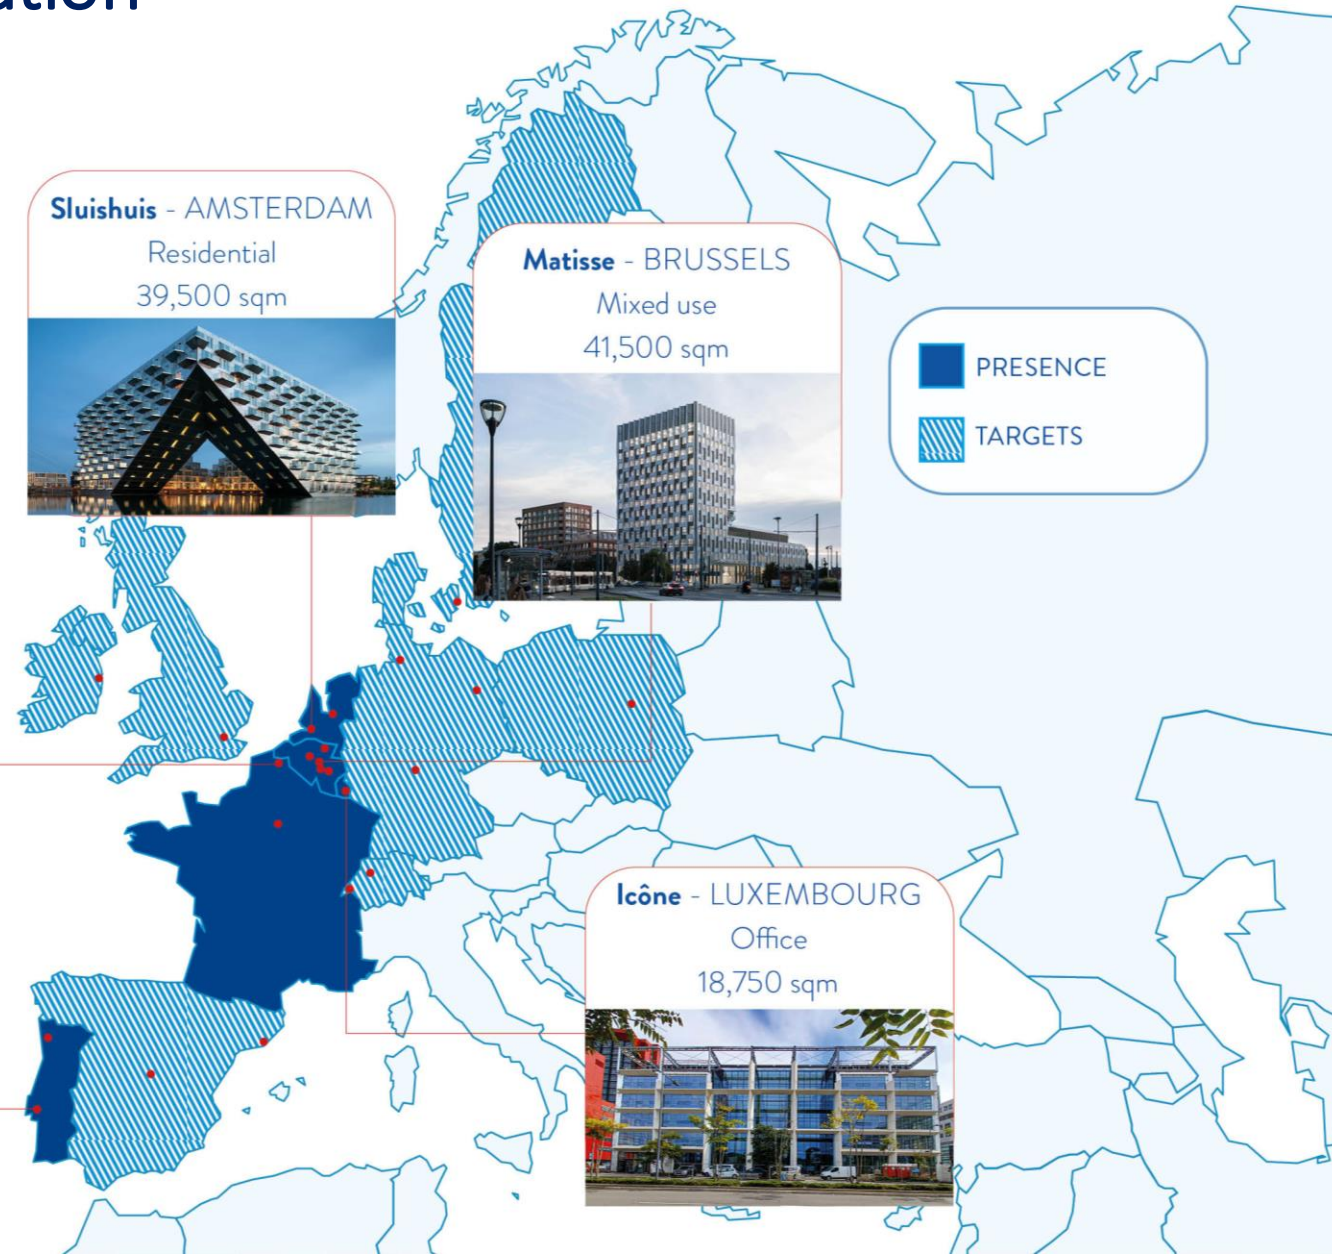 Sluishuis - AMSTERDAM
Residential
39,500 sqm
Matisse - BRUSSELS
Mixed use
41,500 sqm
PRESENCE
TARGETS
Icône - LUXEMBOURG
Office
18,750 sqm